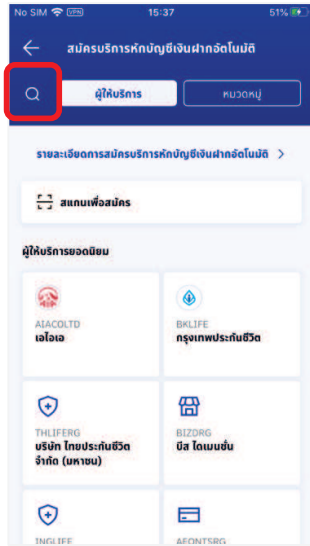 No SIM VPN 15:37 51%
สมัครบริการหักบัญชีเงินฝากอัตโนมัติ
ผู้ให้บริการ หมวดหมู่
รายละเอียดการสมัครบริการหักบัญชีเงินฝากอัตโนมัติ >
สแกนเพื่อสมัคร
ผู้ให้บริการยอดนิยม
AIACOLTD
เอไอเอ
BKLIFE
กรุงเทพประกันชีวิต
THLIFERG
บริษัท ไทยประกันชีวิต
จำกัด (มหาชน)
BIZORG
บีส ไดเมนชั่น
INGLIFE
AEONTSRG